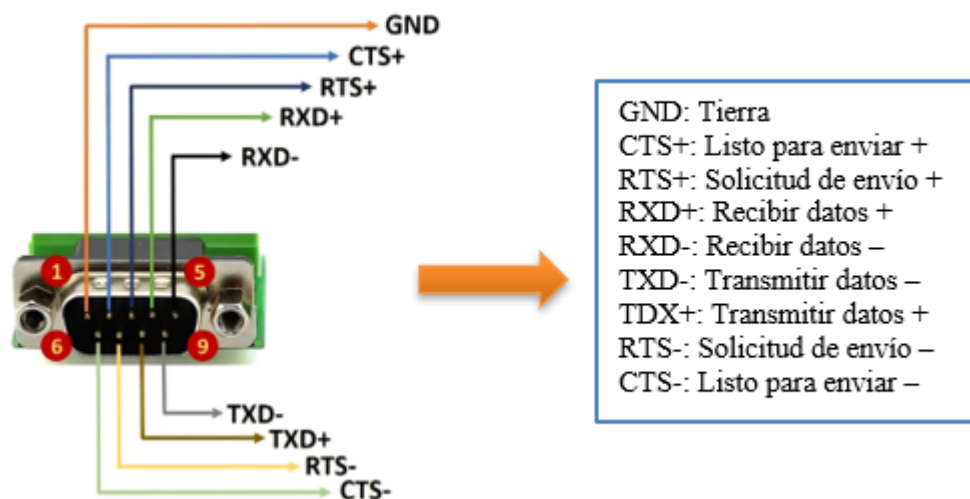 GND
CTS+
RTS+
RXD+
RXD-
1
5
6
9
TXD-
TXD+
RTS-
CTS-
GND: Tierra
CTS+: Listo para enviar +
RTS+: Solicitud de envío +
RXD+: Recibir datos +
RXD-: Recibir datos –
TXD-: Transmitir datos –
TDX+: Transmitir datos +
RTS-: Solicitud de envío –
CTS-: Listo para enviar –